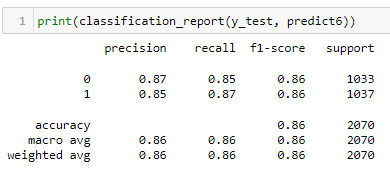 1 print(classification_report(y_test, predict6))
precision recall f1-score support
0 0.87 0.85 0.86 1033
1 0.85 0.87 0.86 1037
accuracy 0.86 2070
macro avg 0.86 0.86 0.86 2070
weighted avg 0.86 0.86 0.86 2070